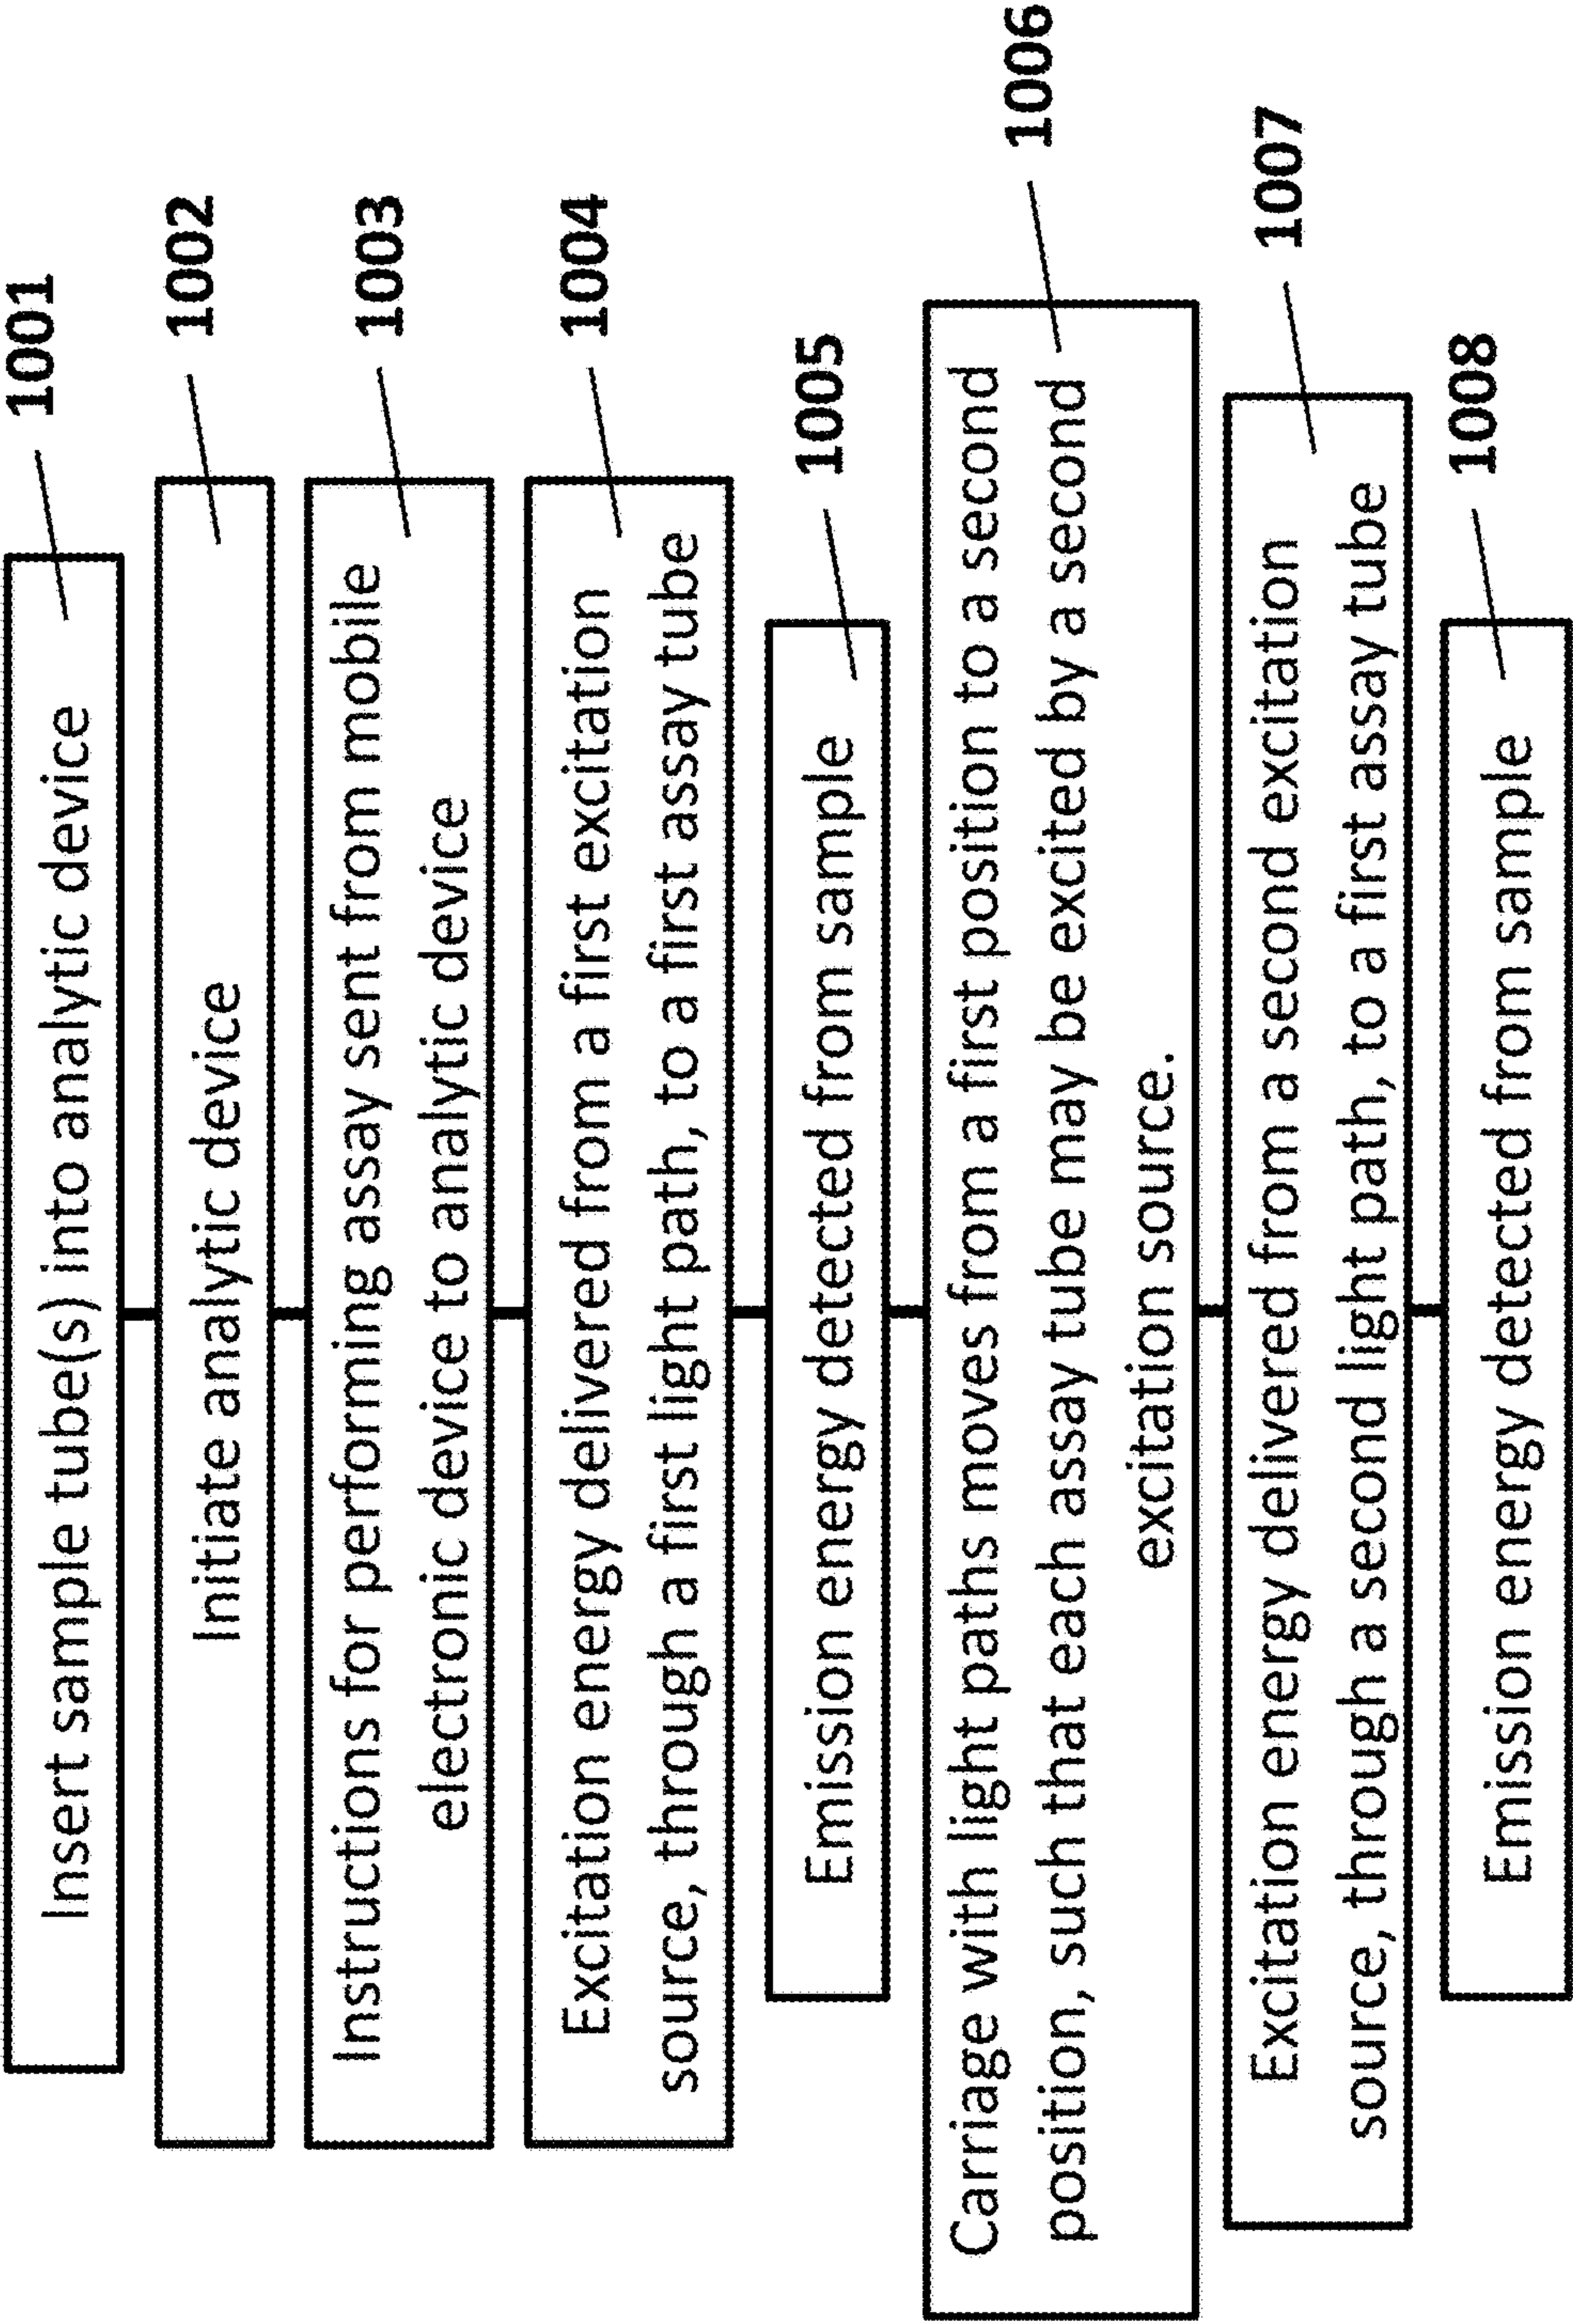 1001
Insert sample tube(s) into analytic device
1002
Initiate analytic device
1003
Instructions for performing assay sent from mobile
electronic device to analytic device
1004
Excitation energy delivered from a first excitation
source, through a first light path, to a first assay tube
1005
Emission energy detected from sample
1006
Carriage with light paths moves from a first position to a second
position, such that each assay tube may be excited by a second
excitation source.
1007
Excitation energy delivered from a second excitation
source, through a second light path, to a first assay tube
1008
Emission energy detected from sample